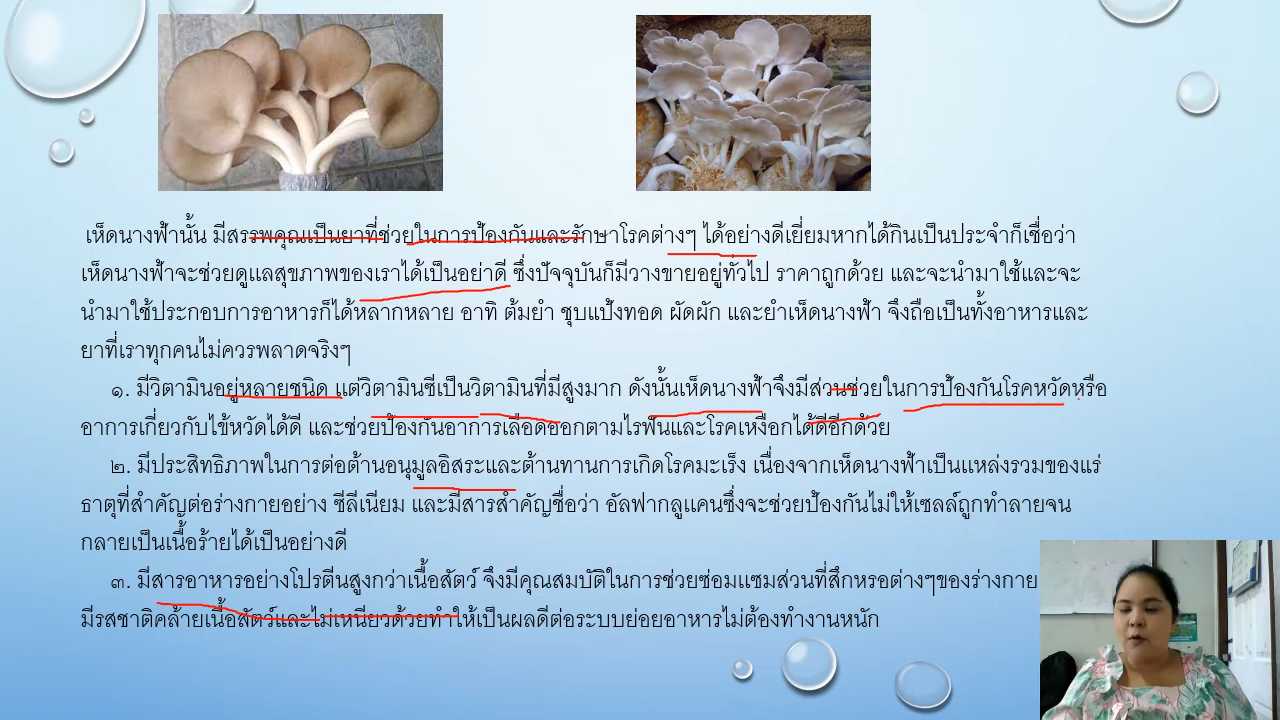 เห็ดนางฟ้านั้น มีสรรพคุณเป็นยาที่ช่วยในการป้องกันและรักษาโรคต่างๆ ได้อย่างดีเยี่ยมหากได้กินเป็นประจำก็เชื่อว่า
เห็ดนางฟ้าจะช่วยดูแลสุขภาพของเราได้เป็นอย่าดี ซึ่งปัจจุบันก็มีวางขายอยู่ทั่วไป ราคาถูกด้วย และจะนำมาใช้และจะ
นำมาใช้ประกอบการอาหารก็ได้หลากหลาย อาทิ ต้มยำ ชุบแป้งทอด ผัดผัก และยำเห็ดนางฟ้า จึงถือเป็นทั้งอาหารและ
ยาที่เราทุกคนไม่ควรพลาดจริงๆ
๑. มีวิตามินอยู่หลายชนิด แต่วิตามินซีเป็นวิตามินที่มีสูงมาก ดังนั้นเห็ดนางฟ้าจึงมีส่วนช่วยในการป้องกันโรคหวัดหรือ
อาการเกี่ยวกับไข้หวัดได้ดี และช่วยป้องกันอาการเลือดออกตามไรฟันและโรคเหงือกได้ดีอีกด้วย
๒. มีประสิทธิภาพในการต่อต้านอนุมูลอิสระและต้านทานการเกิดโรคมะเร็ง เนื่องจากเห็ดนางฟ้าเป็นแหล่งรวมของแร่
ธาตุที่สำคัญต่อร่างกายอย่าง ซีลีเนียม และมีสารสำคัญชื่อว่า อัลฟากลูแคนซึ่งจะช่วยป้องกันไม่ให้เซลล์ถูกทำลายจน
กลายเป็นเนื้อร้ายได้เป็นอย่างดี
๓. มีสารอาหารอย่างโปรตีนสูงกว่าเนื้อสัตว์ จึงมีคุณสมบัติในการช่วยซ่อมแซมส่วนที่สึกหรอต่างๆของร่างกาย
มีรสชาติคล้ายเนื้อสัตว์และไม่เหนียวด้วยทำให้เป็นผลดีต่อระบบย่อยอาหารไม่ต้องทำงานหนัก